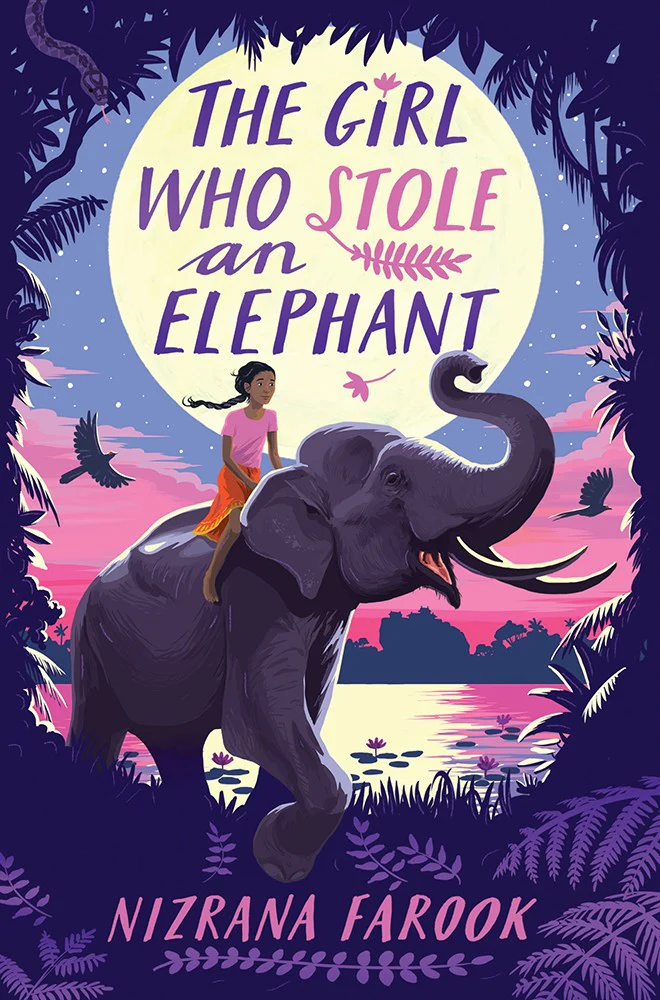 THE GIRL
WHO STOLE
an
ELEPHANT
NIZRANA FAROOK